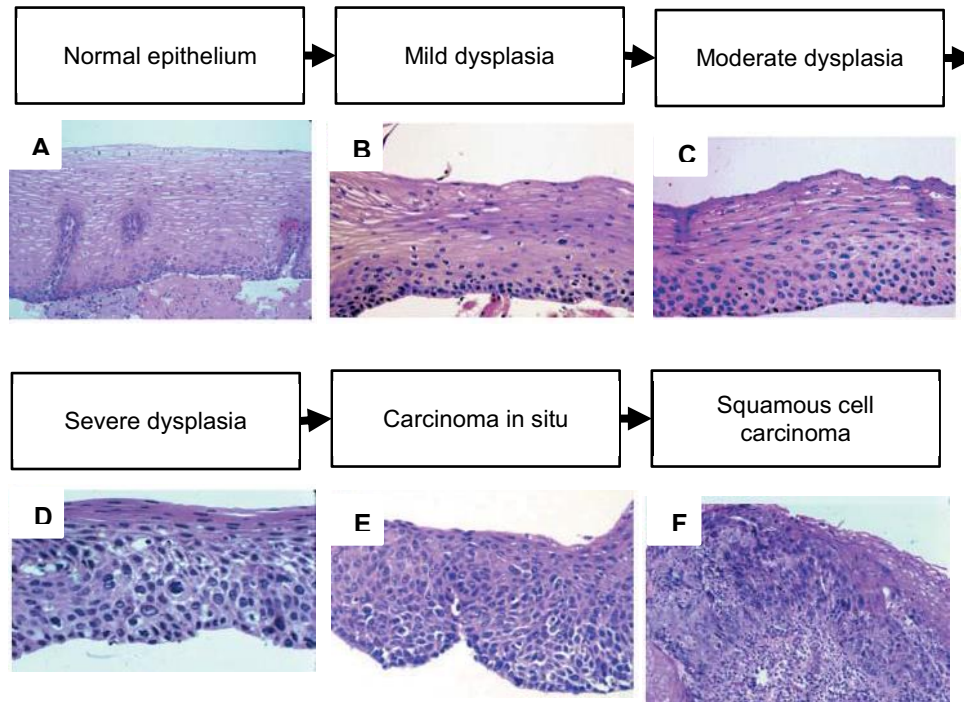 Normal epithelium
Mild dysplasia
Moderate dysplasia
A
B
C
Severe dysplasia
Carcinoma in situ
Squamous cell
carcinoma
D
E
F